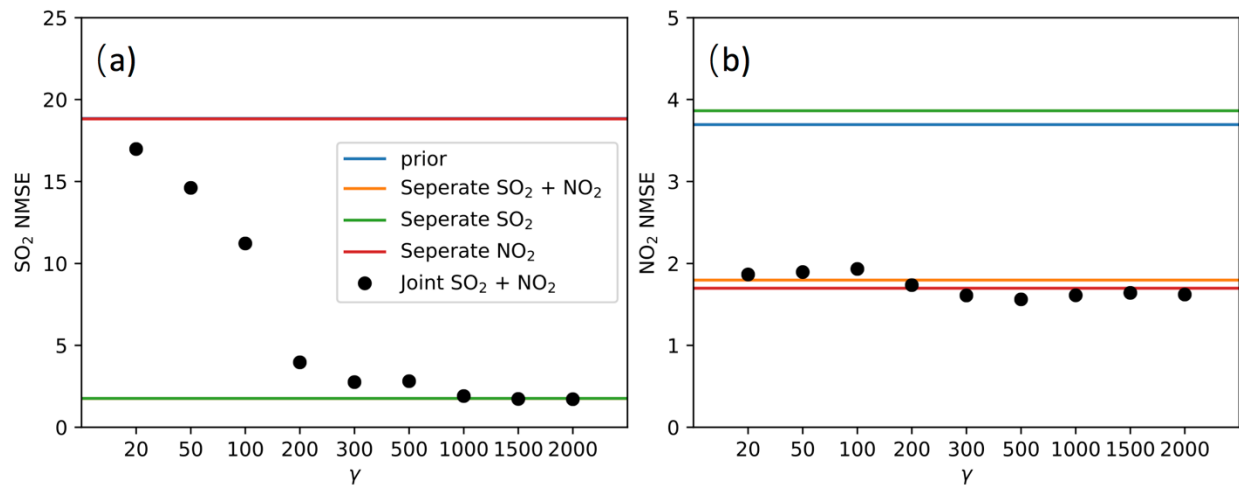 (a)
SO₂ NMSE
25
20
15
10
5
0
prior
Seperate SO₂ + NO₂
Seperate SO₂
Seperate NO₂
Joint SO₂ + NO₂
20 50 100 200 300 500 1000 1500 2000
γ
(b)
NO₂ NMSE
5
4
3
2
1
0
20 50 100 200 300 500 1000 1500 2000
γ